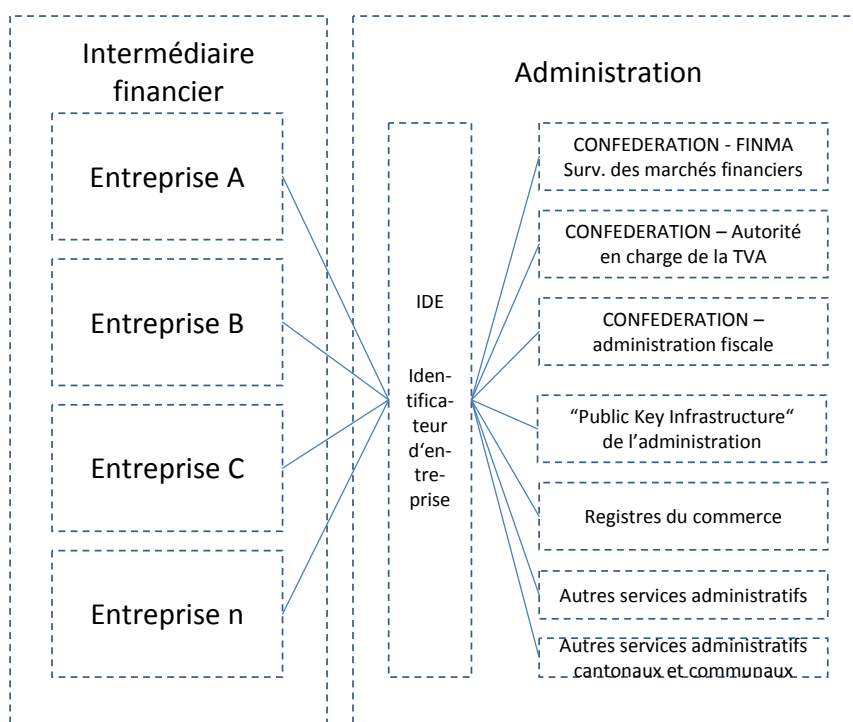 Intermédiaire
financier
Entreprise A
Entreprise B
Entreprise C
Entreprise n
Administration
IDE
Iden-
tifica-
teur
d‘en-
tre-
prise
CONFEDERATION - FINMA
Surv. des marchés financiers
CONFEDERATION – Autorité
en charge de la TVA
CONFEDERATION –
administration fiscale
“Public Key Infrastructure“
de l’administration
Registres du commerce
Autres services administratifs
Autres services administratifs
cantonaux et communaux